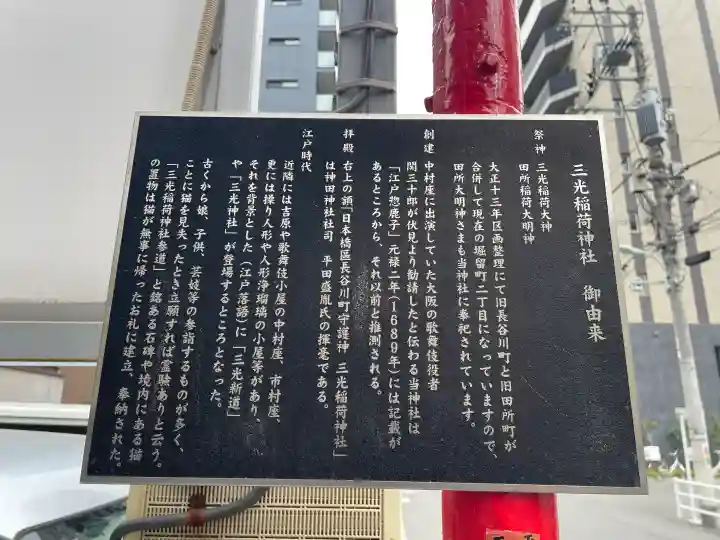 三光稲荷神社 御由来
祭神 三光稲荷大神
田所稲荷大明神
大正十三年区画整理にて旧長谷川町と旧田所町が
合併して現在の堀留町二丁目になっていますので、
田所大明神さまも当神社に奉祀されています。
創建 中村座に出演していた大阪の歌舞伎役者
関三十郎が伏見より勧請したと伝わる当神社は
「江戸惣鹿子」元禄二年(1689年)には記載が
あるところから、それ以前と推測される。
拝殿 右上の額「日本橋區長谷川町守護神 三光稲荷神社」
は神田神社社司 平田盛胤氏の揮毫である。
江戸時代
近隣には吉原や歌舞伎小屋の中村座、市村座、
更には操り人形や人形浄瑠璃の小屋等があり、
それを背景とした(江戸落語)に「三光新道」
や「三光神社」が登場するところとなった。
古くから娘、子供、芸妓等の参詣するものが多く、
ことに猫を見失ったとき立願すれば霊験ありと云う。
「三光稲荷神社参道」と銘ある石碑や境内にある猫
の置物は猫が無事に帰ったお礼に建立、奉納された。